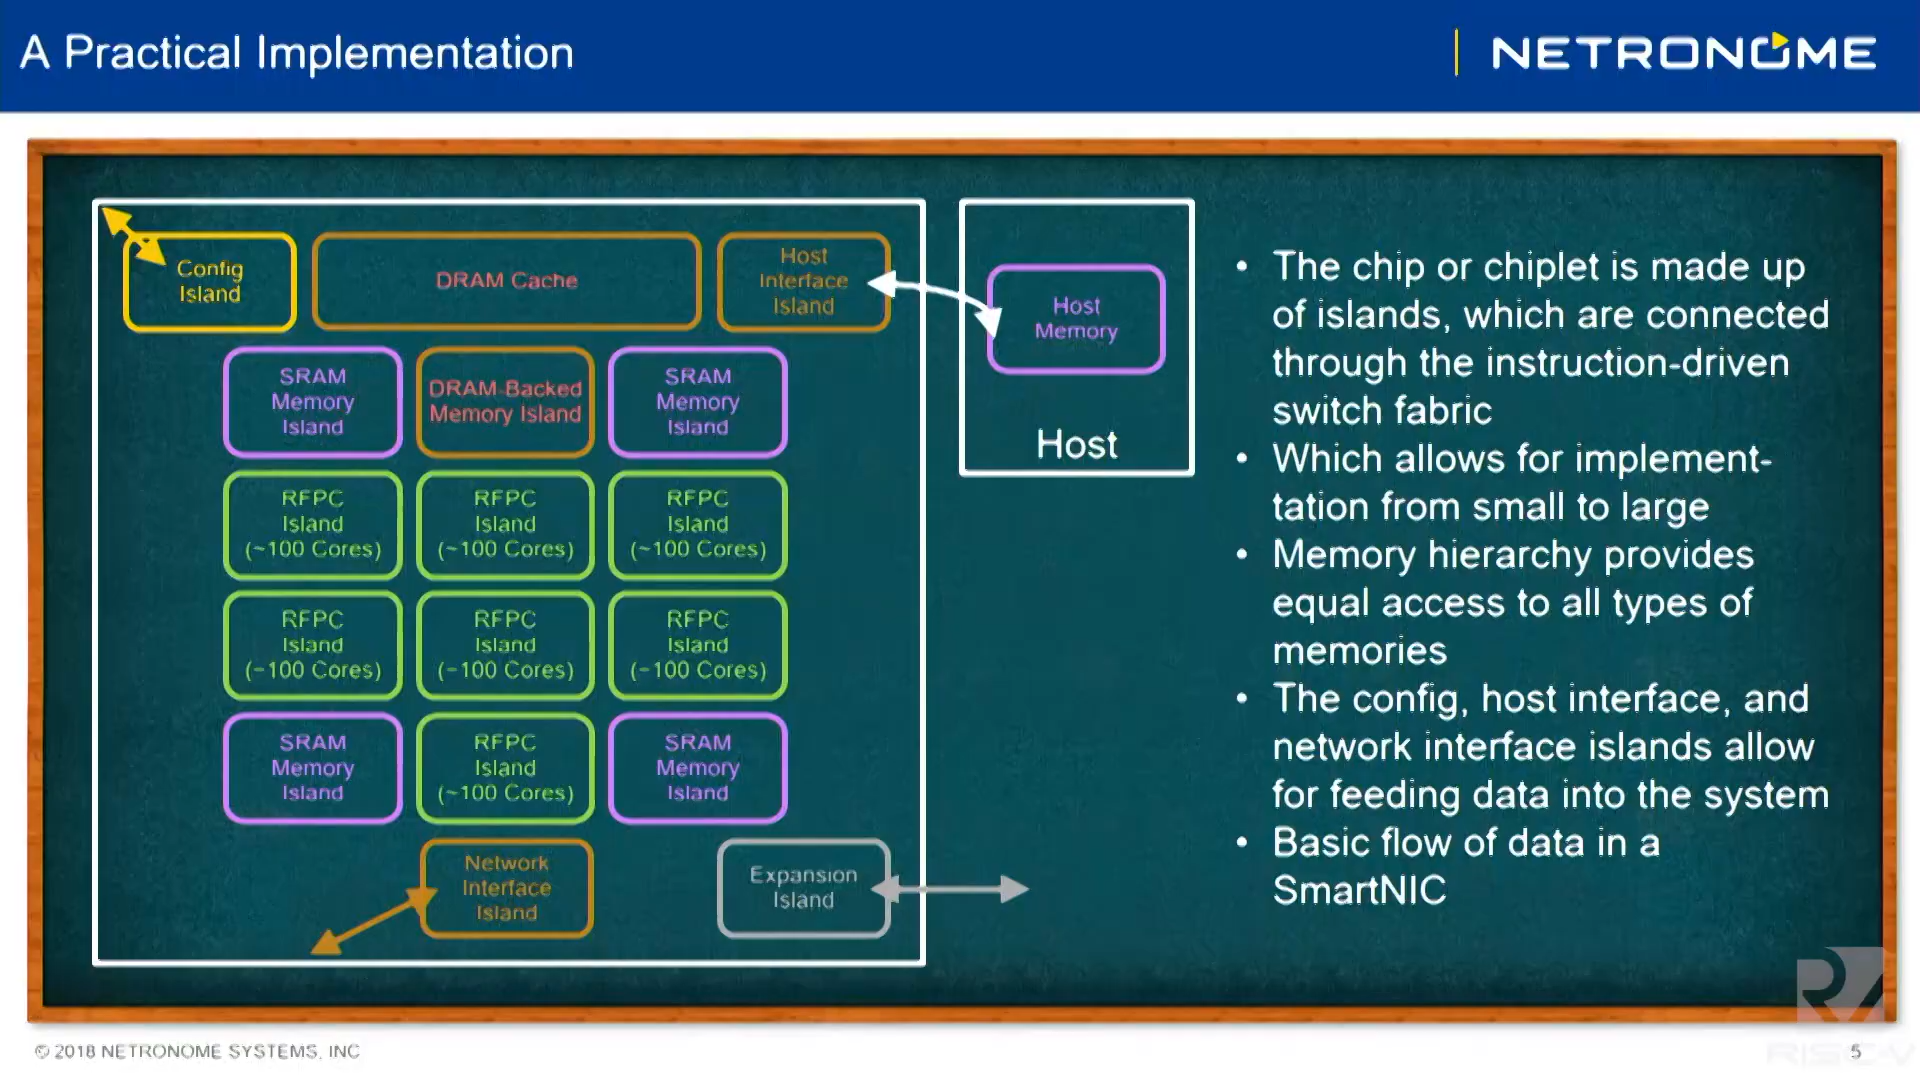 A Practical Implementation
NETRONOME
Config
Island
DRAM Cache
Host
Interface
Island
SRAM
Memory
Island
DRAM-Backed
Memory Island
SRAM
Memory
Island
RFPC
Island
(~100 Cores)
RFPC
Island
(~100 Cores)
RFPC
Island
(~100 Cores)
RFPC
Island
(~100 Cores)
RFPC
Island
(~100 Cores)
RFPC
Island
(~100 Cores)
SRAM
Memory
Island
RFPC
Island
(~100 Cores)
SRAM
Memory
Island
Network
Interface
Island
Expansion
Island
Host
Memory
Host
• The chip or chiplet is made up
of islands, which are connected
through the instruction-driven
switch fabric
• Which allows for implement-
tation from small to large
• Memory hierarchy provides
equal access to all types of
memories
• The config, host interface, and
network interface islands allow
for feeding data into the system
• Basic flow of data in a
SmartNIC
© 2018 NETRONOME SYSTEMS, INC
5
RISC-V